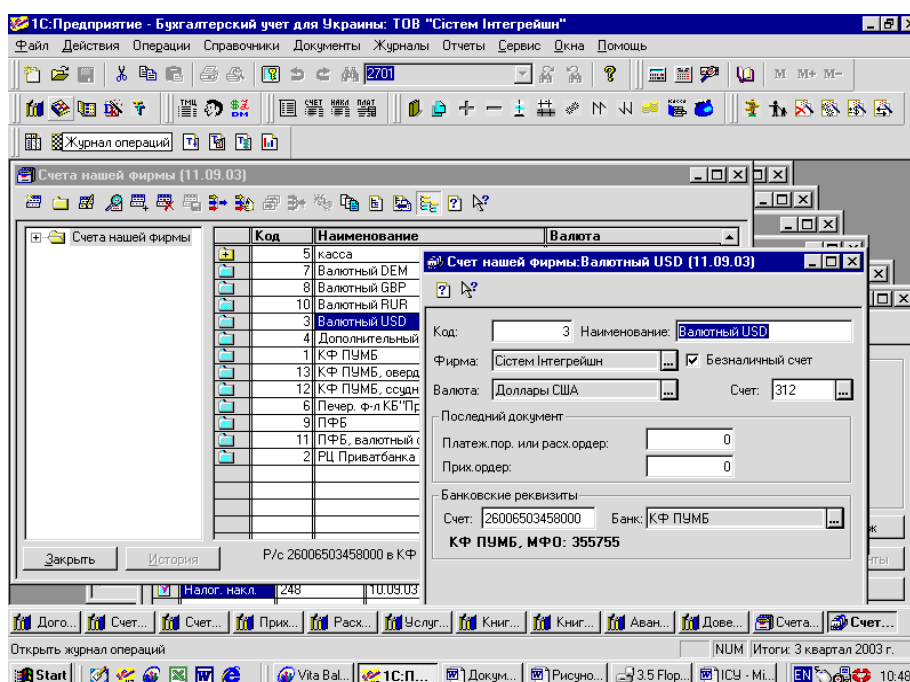 1С:Предприятие - Бухгалтерский учет для Украины: ТОВ "Сістем Інтегрейшн"
Файл Действия Операции Справочники Документы Журналы Отчеты Сервис Окна Помощь
2701
M M+ M-
Журнал операций
Счета нашей фирмы (11.09.03)
Счета нашей фирмы
Код Наименование Валюта
5 касса
7 Валютный DEM
8 Валютный GBP
10 Валютный RUR
3 Валютный USD
4 Дополнительный
1 КФ ПУМБ
13 КФ ПУМБ, оверд
12 КФ ПУМБ, ссудн
6 Печер. ф-л КБ"Пр
9 ПФБ
11 ПФБ, валютный
2 РЦ Приватбанка
Закрыть История Р/с 26006503458000 в КФ
Счет нашей фирмы:Валютный USD (11.09.03)
Код: 3 Наименование: Валютный USD
Фирма: Сістем Інтегрейшн ... Безналичный счет
Валюта: Доллары США ... Счет: 312 ...
Последний документ
Платеж.пор. или расх.ордер: 0
Прих.ордер: 0
Банковские реквизиты
Счет: 26006503458000 Банк: КФ ПУМБ ...
КФ ПУМБ, МФО: 355755
Налог. накл. 248 10.09.03
Дого... Счет... Счет... Прих... Расх... Услуг... Книг... Книг... Аван... Дове... Счета... Счет...
Открыть журнал операций NUM Итоги: 3 квартал 2003 г.
Start Vita Bal... 1С:П... Докум... Рисуно... 3.5 Flop... ICU - Mi... EN 10:48